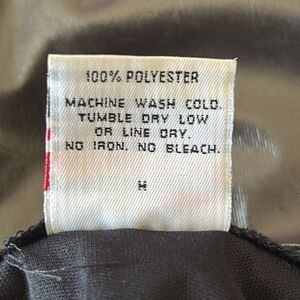 100% POLYESTER
MACHINE WASH COLD.
TUMBLE DRY LOW
OR LINE DRY.
NO IRON. NO BLEACH.
M